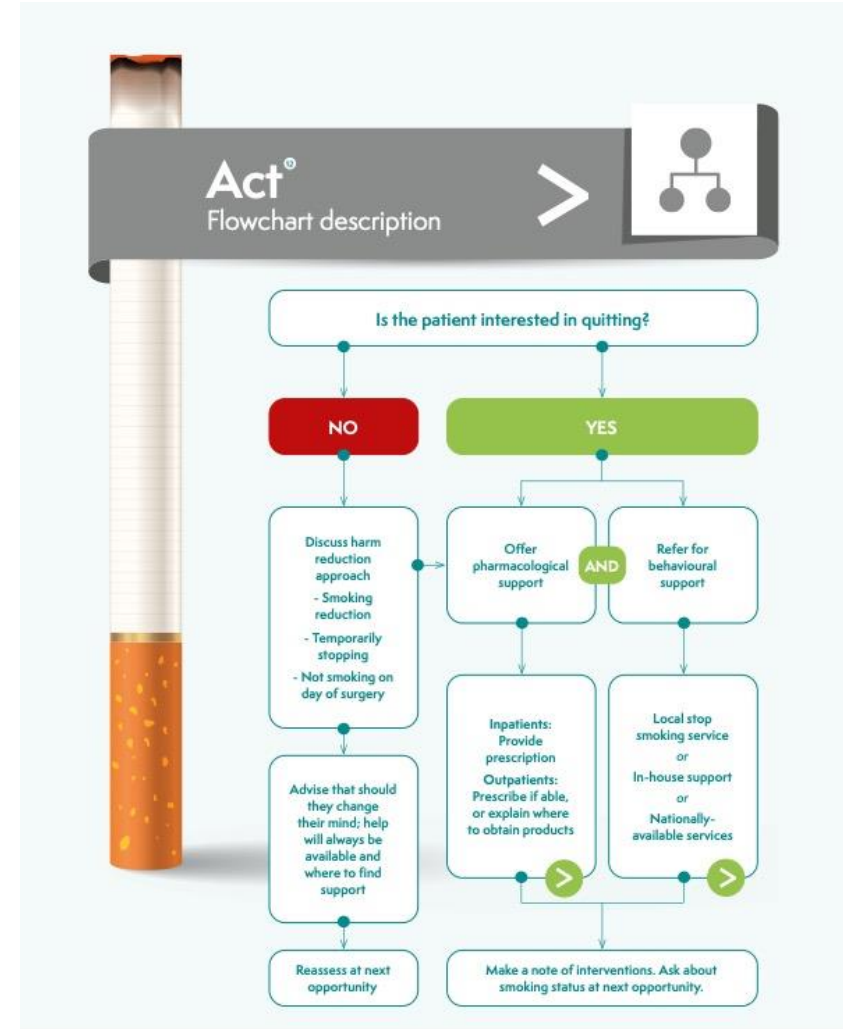 Act¹²
Flowchart description
>
Is the patient interested in quitting?
NO
YES
Discuss harm
reduction
approach
- Smoking
reduction
- Temporarily
stopping
- Not smoking on
day of surgery
Offer
pharmacological
support
AND
Refer for
behavioural
support
Advise that should
they change
their mind; help
will always be
available and
where to find
support
Inpatients:
Provide
prescription
Outpatients:
Prescribe if able,
or explain where
to obtain products
>
Local stop
smoking service
or
In-house support
or
Nationally-
available services
>
Reassess at next
opportunity
Make a note of interventions. Ask about
smoking status at next opportunity.